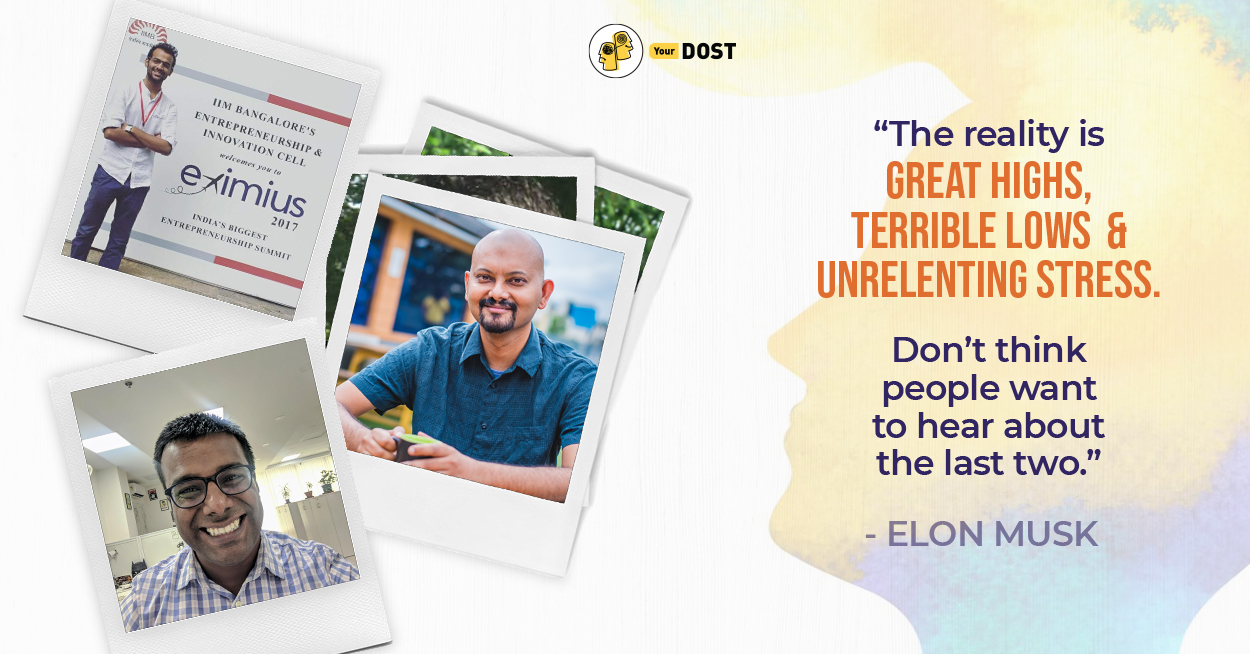 IIMB
IIM BANGALORE'S
ENTREPRENEURSHIP &
INNOVATION CELL
welcomes you to
eximius
2017
INDIA'S BIGGEST
ENTREPRENEURSHIP SUMMIT
Your DOST
“The reality is
GREAT HIGHS,
TERRIBLE LOWS &
UNRELENTING STRESS.
Don’t think
people want
to hear about
the last two.”
- ELON MUSK